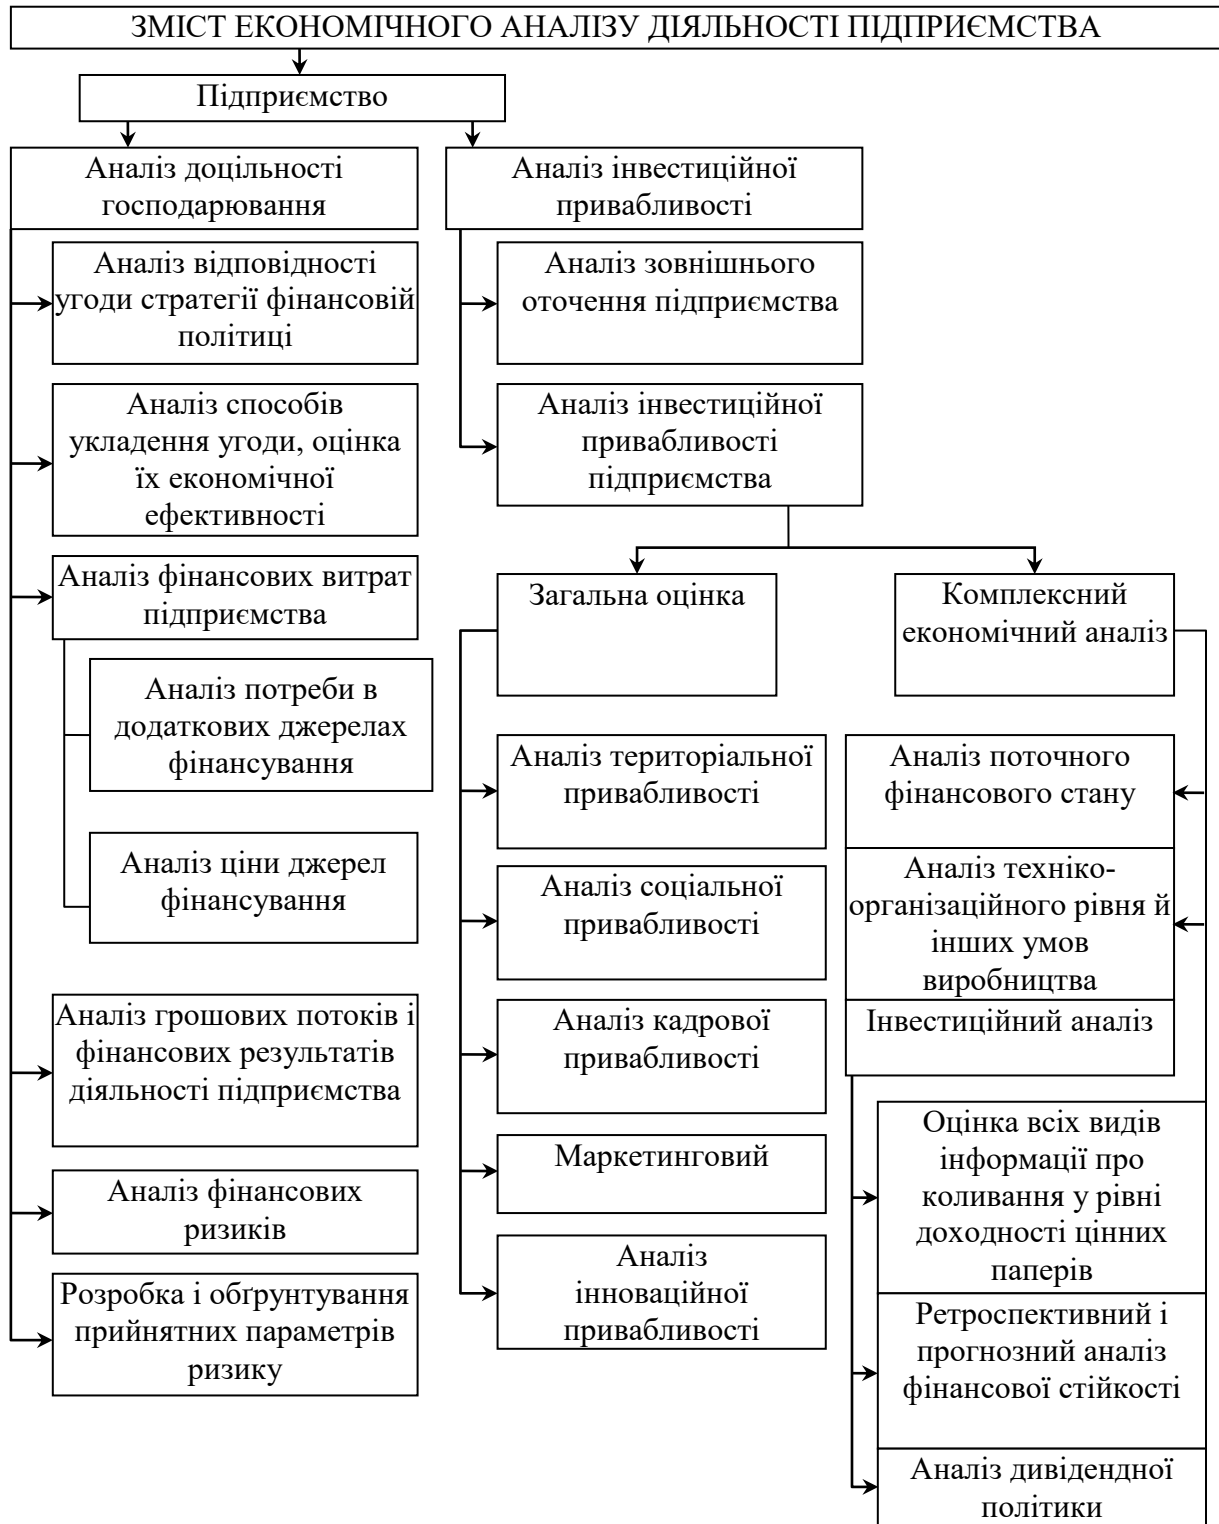 ЗМІСТ ЕКОНОМІЧНОГО АНАЛІЗУ ДІЯЛЬНОСТІ ПІДПРИЄМСТВА
Підприємство
Аналіз доцільності
господарювання
Аналіз відповідності
угоди стратегії фінансовій
політиці
Аналіз способів
укладення угоди, оцінка
їх економічної
ефективності
Аналіз фінансових витрат
підприємства
Аналіз потреби в
додаткових джерелах
фінансування
Аналіз ціни джерел
фінансування
Аналіз грошових потоків і
фінансових результатів
діяльності підприємства
Аналіз фінансових
ризиків
Розробка і обґрунтування
прийнятних параметрів
ризику
Аналіз інвестиційної
привабливості
Аналіз зовнішнього
оточення підприємства
Аналіз інвестиційної
привабливості
підприємства
Загальна оцінка
Аналіз територіальної
привабливості
Аналіз соціальної
привабливості
Аналіз кадрової
привабливості
Маркетинговий
Аналіз
інноваційної
привабливості
Комплексний
економічний аналіз
Аналіз поточного
фінансового стану
Аналіз техніко-
організаційного рівня й
інших умов
виробництва
Інвестиційний аналіз
Оцінка всіх видів
інформації про
коливання у рівні
доходності цінних
паперів
Ретроспективний і
прогнозний аналіз
фінансової стійкості
Аналіз дивідендної
політики